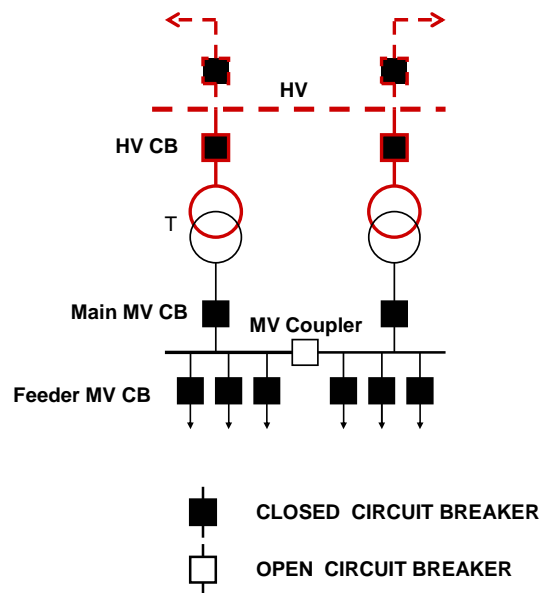 HV
HV CB
T
Main MV CB
MV Coupler
Feeder MV CB
CLOSED CIRCUIT BREAKER
OPEN CIRCUIT BREAKER